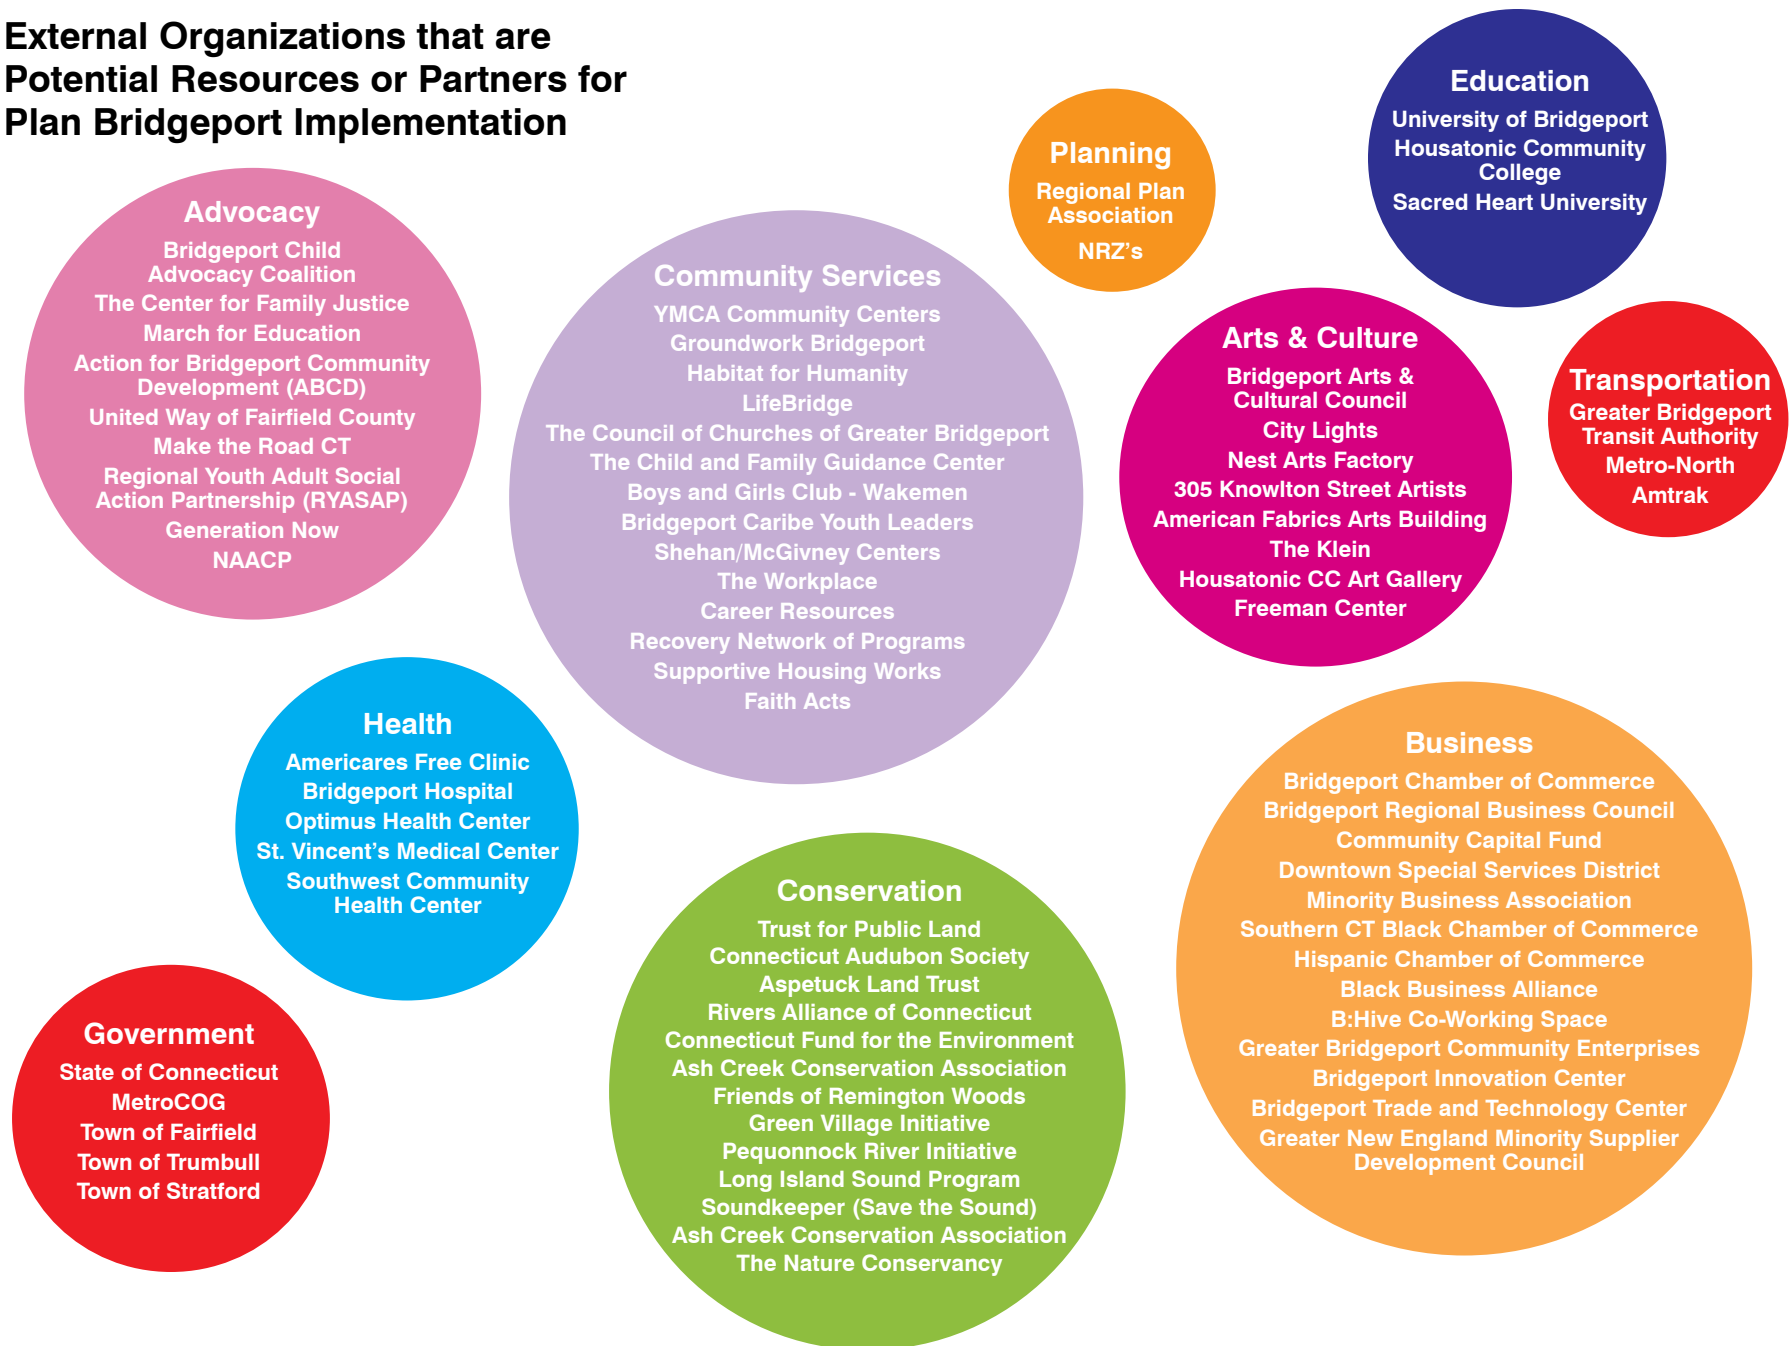 External Organizations that are
Potential Resources or Partners for
Plan Bridgeport Implementation
Advocacy
Bridgeport Child
Advocacy Coalition
The Center for Family Justice
March for Education
Action for Bridgeport Community
Development (ABCD)
United Way of Fairfield County
Make the Road CT
Regional Youth Adult Social
Action Partnership (RYASAP)
Generation Now
NAACP
Community Services
YMCA Community Centers
Groundwork Bridgeport
Habitat for Humanity
LifeBridge
The Council of Churches of Greater Bridgeport
The Child and Family Guidance Center
Boys and Girls Club - Wakemen
Bridgeport Caribe Youth Leaders
Shehan/McGivney Centers
The Workplace
Career Resources
Recovery Network of Programs
Supportive Housing Works
Faith Acts
Planning
Regional Plan
Association
NRZ’s
Education
University of Bridgeport
Housatonic Community
College
Sacred Heart University
Arts & Culture
Bridgeport Arts &
Cultural Council
City Lights
Nest Arts Factory
305 Knowlton Street Artists
American Fabrics Arts Building
The Klein
Housatonic CC Art Gallery
Freeman Center
Transportation
Greater Bridgeport
Transit Authority
Metro-North
Amtrak
Health
Americares Free Clinic
Bridgeport Hospital
Optimus Health Center
St. Vincent’s Medical Center
Southwest Community
Health Center
Government
State of Connecticut
MetroCOG
Town of Fairfield
Town of Trumbull
Town of Stratford
Conservation
Trust for Public Land
Connecticut Audubon Society
Aspetuck Land Trust
Rivers Alliance of Connecticut
Connecticut Fund for the Environment
Ash Creek Conservation Association
Friends of Remington Woods
Green Village Initiative
Pequonnock River Initiative
Long Island Sound Program
Soundkeeper (Save the Sound)
Ash Creek Conservation Association
The Nature Conservancy
Business
Bridgeport Chamber of Commerce
Bridgeport Regional Business Council
Community Capital Fund
Downtown Special Services District
Minority Business Association
Southern CT Black Chamber of Commerce
Hispanic Chamber of Commerce
Black Business Alliance
B:Hive Co-Working Space
Greater Bridgeport Community Enterprises
Bridgeport Innovation Center
Bridgeport Trade and Technology Center
Greater New England Minority Supplier
Development Council